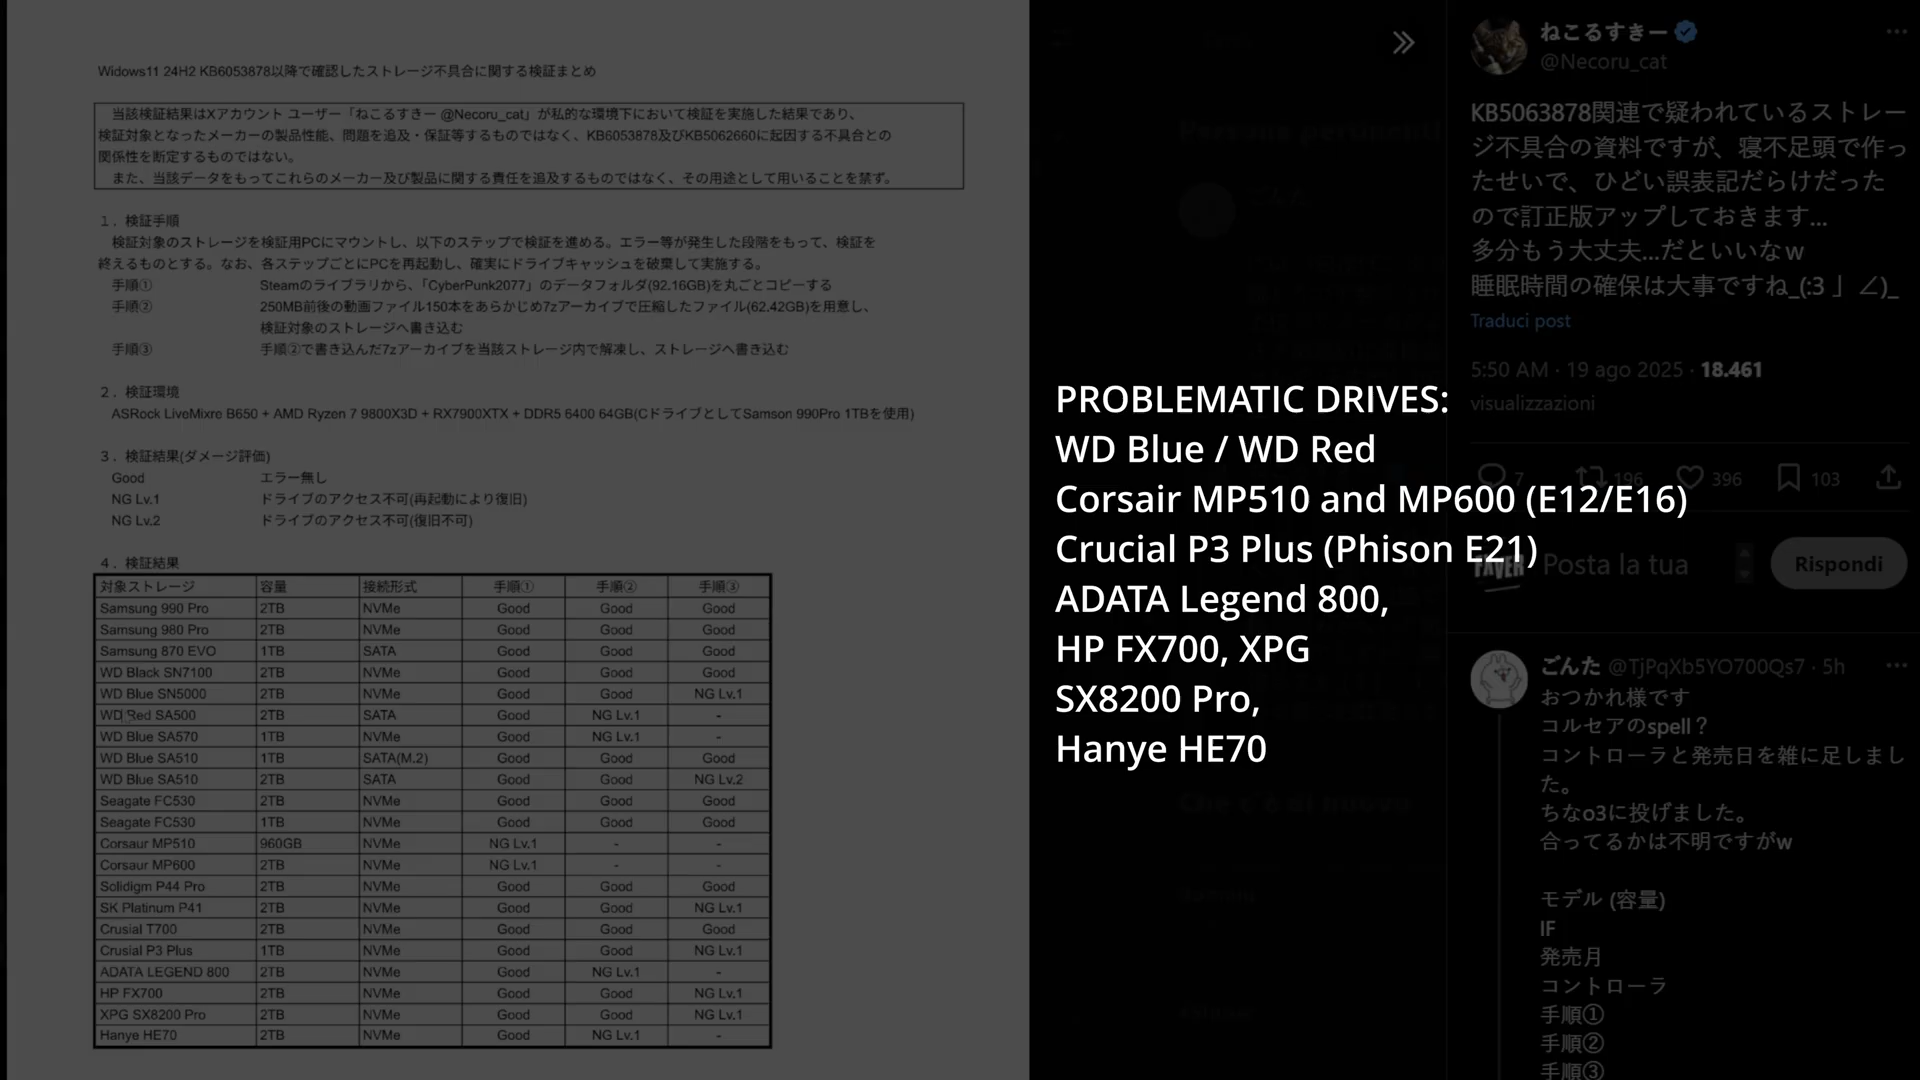 Widows11 24H2 KB6053878以降で確認したストレージ不具合に関する検証まとめ
当該検証結果はXアカウント ユーザー「ねこるすきー @Necoru_cat」が私的な環境下において検証を実施した結果であり、
検証対象となったメーカーの製品性能、問題を追及・保証等するものではなく、KB6053878及びKB5062660に起因する不具合との
関係性を断定するものではない。
また、当該データをもってこれらのメーカー及び製品に関する責任を追及するものではなく、その用途として用いることを禁ず。
１．検証手順
検証対象のストレージを検証用PCにマウントし、以下のステップで検証を進める。エラー等が発生した段階をもって、検証を
終えるものとする。なお、各ステップごとにPCを再起動し、確実にドライブキャッシュを破棄して実施する。
手順① Steamのライブラリから、「CyberPunk2077」のデータフォルダ(92.16GB)を丸ごとコピーする
手順② 250MB前後の動画ファイル150本をあらかじめ7zアーカイブで圧縮したファイル(62.42GB)を用意し、
検証対象のストレージへ書き込む
手順③ 手順②で書き込んだ7zアーカイブを当該ストレージ内で解凍し、ストレージへ書き込む
２．検証環境
ASRock LiveMixre B650 + AMD Ryzen 7 9800X3D + RX7900XTX + DDR5 6400 64GB(CドライブとしてSamson 990Pro 1TBを使用)
３．検証結果(ダメージ評価)
Good エラー無し
NG Lv.1 ドライブのアクセス不可(再起動により復旧)
NG Lv.2 ドライブのアクセス不可(復旧不可)
４．検証結果
対象ストレージ 容量 接続形式 手順① 手順② 手順③
Samsung 990 Pro 2TB NVMe Good Good Good
Samsung 980 Pro 2TB NVMe Good Good Good
Samsung 870 EVO 1TB SATA Good Good Good
WD Black SN7100 2TB NVMe Good Good Good
WD Blue SN5000 2TB NVMe Good Good NG Lv.1
WD Red SA500 2TB SATA Good NG Lv.1 -
WD Blue SA570 1TB NVMe Good NG Lv.1 -
WD Blue SA510 1TB SATA(M.2) Good Good Good
WD Blue SA510 2TB SATA Good Good NG Lv.2
Seagate FC530 2TB NVMe Good Good Good
Seagate FC530 1TB NVMe Good Good Good
Corsaur MP510 960GB NVMe NG Lv.1 - -
Corsaur MP600 2TB NVMe NG Lv.1 - -
Solidigm P44 Pro 2TB NVMe Good Good Good
SK Platinum P41 2TB NVMe Good Good NG Lv.1
Crusial T700 2TB NVMe Good Good Good
Crusial P3 Plus 1TB NVMe Good Good NG Lv.1
ADATA LEGEND 800 2TB NVMe Good NG Lv.1 -
HP FX700 2TB NVMe Good Good NG Lv.1
XPG SX8200 Pro 2TB NVMe Good Good NG Lv.1
Hanye HE70 2TB NVMe Good NG Lv.1 -
PROBLEMATIC DRIVES:
WD Blue / WD Red
Corsair MP510 and MP600 (E12/E16)
Crucial P3 Plus (Phison E21)
ADATA Legend 800,
HP FX700, XPG
SX8200 Pro,
Hanye HE70
ねこるすきー
@Necoru_cat
KB5063878関連で疑われているストレー
ジ不具合の資料ですが、寝不足頭で作っ
たせいで、ひどい誤表記だらけだった
ので訂正版アップしておきます...
多分もう大丈夫...だといいなｗ
睡眠時間の確保は大事ですね_(:3 」∠)_
Traduci post
5:50 AM · 19 ago 2025 · 18.461
visualizzazioni
7 196 396 103
Posta la tua
Rispondi
ごんた @TjPqXb5YO700Qs7 · 5h
おつかれ様です
コルセアのspell？
コントローラと発売日を雑に足しまし
た。
ちなo3に投げました。
合ってるかは不明ですがw
モデル (容量)
IF
発売月
コントローラ
手順①
手順②
手順③